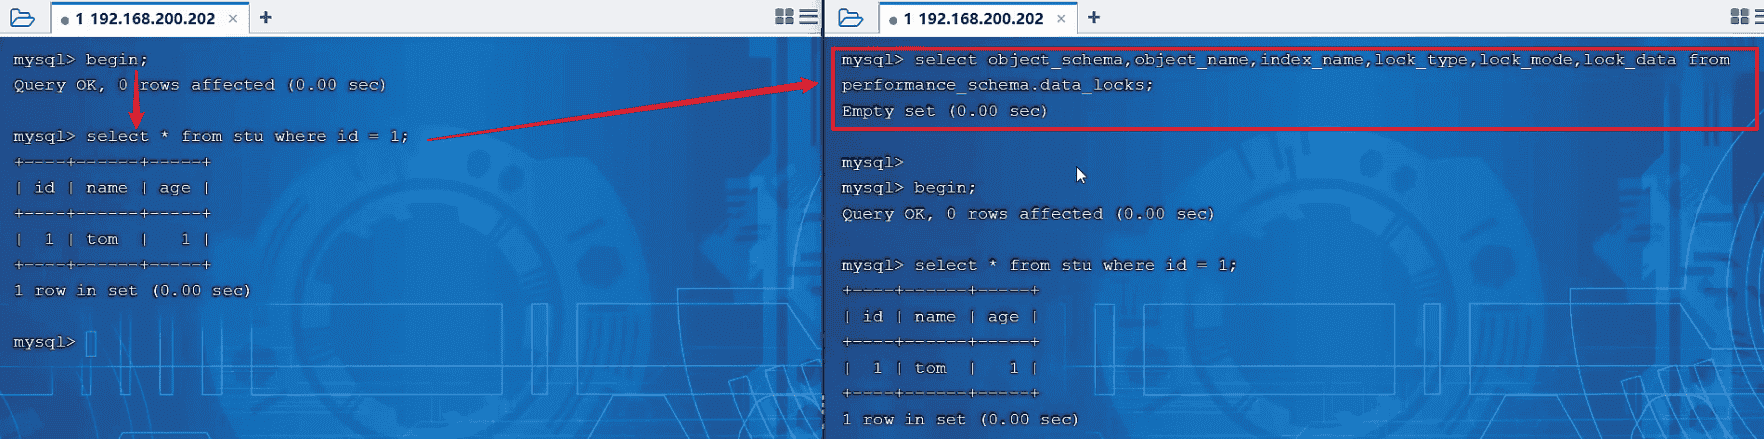 1 192.168.200.202 × +
mysql> begin;
Query OK, 0 rows affected (0.00 sec)
mysql> select * from stu where id = 1;
+----+------+-----+
| id | name | age |
+----+------+-----+
|  1 | tom  |   1 |
+----+------+-----+
1 row in set (0.00 sec)
mysql>
1 192.168.200.202 × +
mysql> select object_schema,object_name,index_name,lock_type,lock_mode,lock_data from
performance_schema.data_locks;
Empty set (0.00 sec)
mysql>
mysql> begin;
Query OK, 0 rows affected (0.00 sec)
mysql> select * from stu where id = 1;
+----+------+-----+
| id | name | age |
+----+------+-----+
|  1 | tom  |   1 |
+----+------+-----+
1 row in set (0.00 sec)